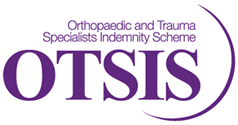 Orthopaedic and Trauma
Specialists Indemnity Scheme
OTSIS